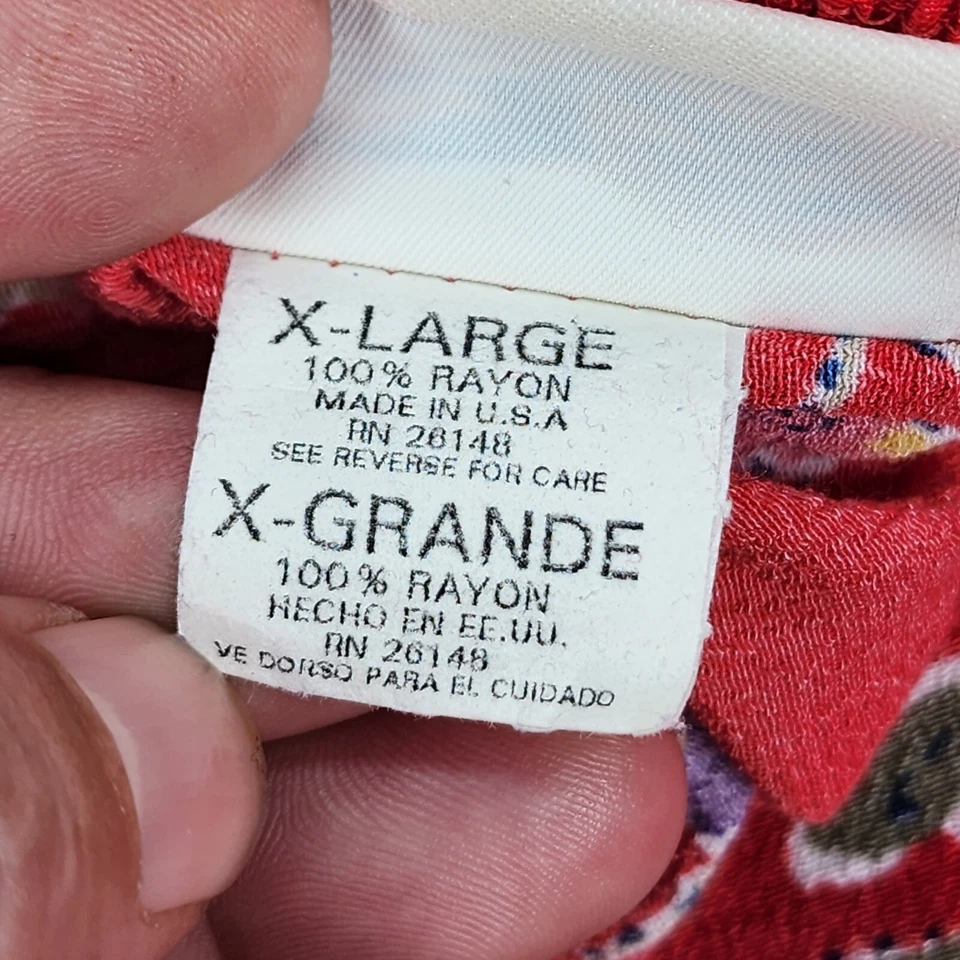 X-LARGE
100% RAYON
MADE IN U.S.A
RN 26148
SEE REVERSE FOR CARE
X-GRANDE
100% RAYON
HECHO EN EE.UU.
RN 26148
VE DORSO PARA EL CUIDADO